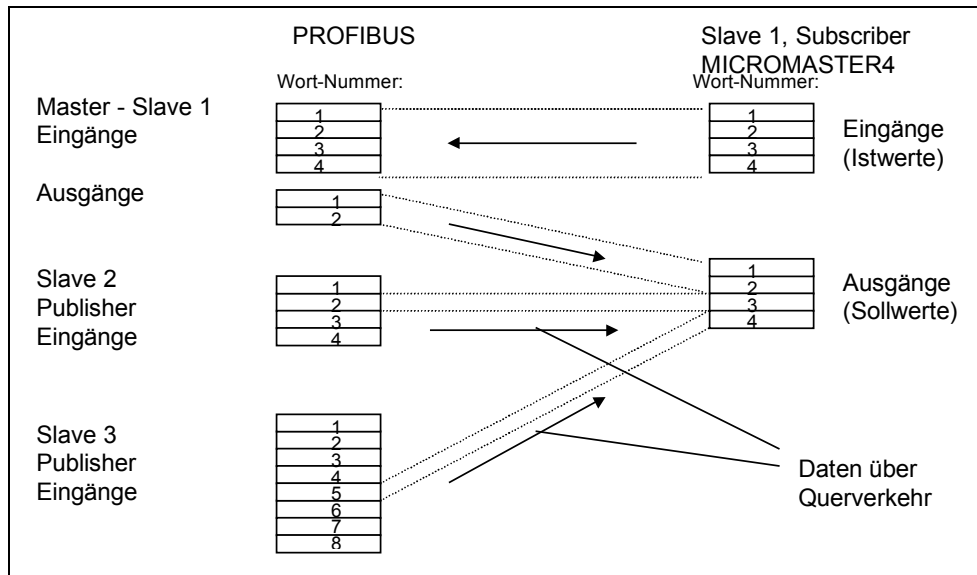 PROFIBUS
Slave 1, Subscriber
MICROMASTER4
Wort-Nummer:
Wort-Nummer:
Master - Slave 1
Eingänge
1
2
3
4
1
2
3
4
Eingänge
(Istwerte)
Ausgänge
1
2
Slave 2
Publisher
Eingänge
1
2
3
4
1
2
3
4
Ausgänge
(Sollwerte)
Slave 3
Publisher
Eingänge
1
2
3
4
5
6
7
8
Daten über
Querverkehr